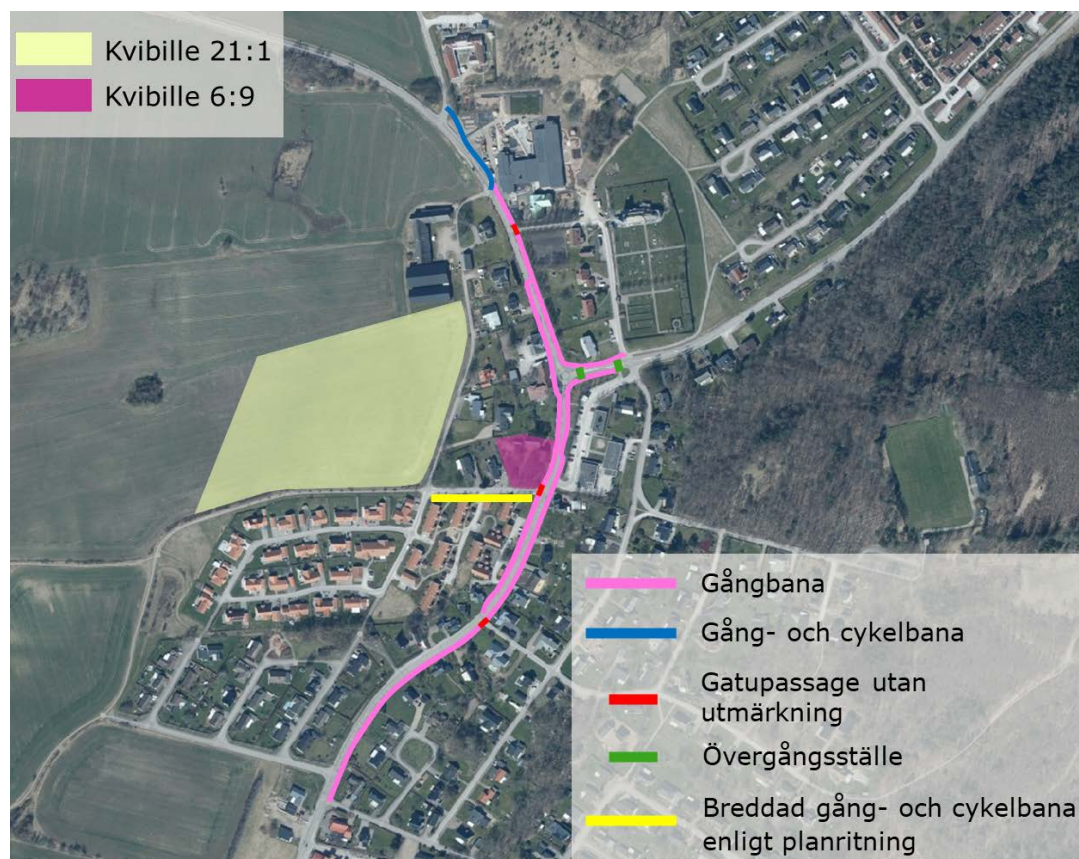 Kvibille 21:1
Kvibille 6:9
Gångbana
Gång- och cykelbana
Gatupassage utan
utmärkning
Övergångsställe
Breddad gång- och cykelbana
enligt planritning